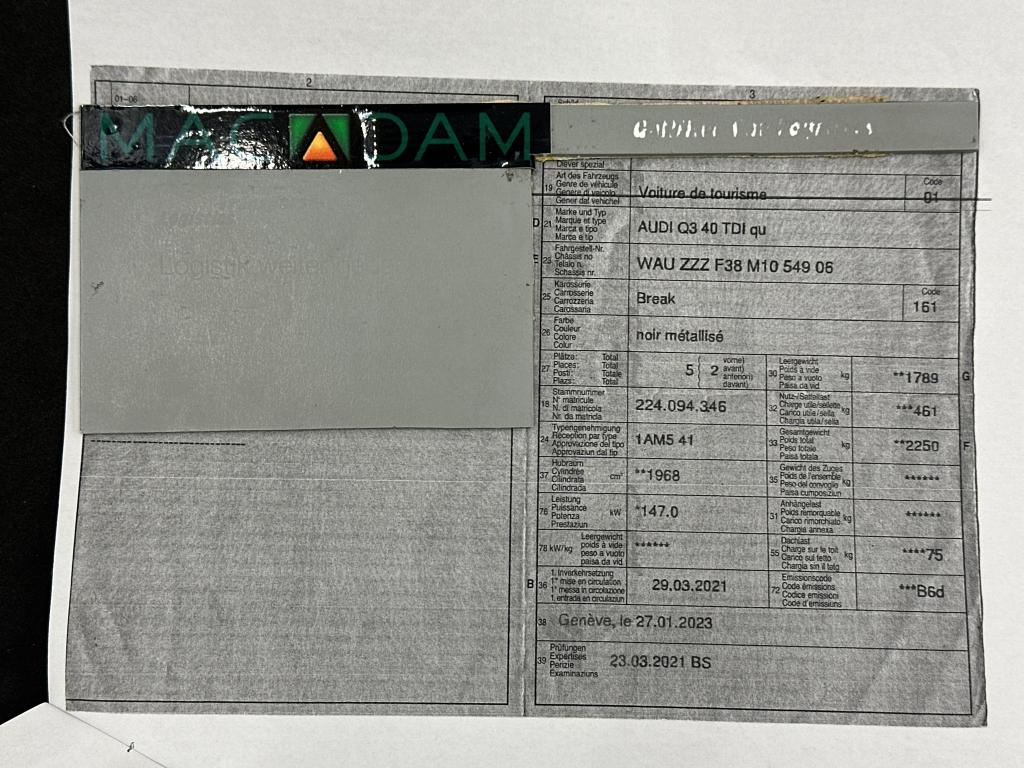 2
3
01-06
MACADAM
Diever spezial
19 Art des Fahrzeugs
Genre de véhicule
Genere di veicolo
Gener dal vehichel
Voiture de tourisme
Code
01
D 21 Marke und Typ
Marque et type
Marca e tipo
Marca e tip
AUDI Q3 40 TDI qu
E 23 Fahrgestell-Nr.
Châssis no
Telaio n.
Schassis nr.
WAU ZZZ F38 M10 549 06
25 Karosserie
Carrosserie
Carrozzeria
Carossaria
Break
Code
161
26 Farbe
Couleur
Colore
Colur
noir métallisé
27 Plätze: Total
Places: Total
Posti: Totale
Plazs: Total
5 ( 2 vorne)
avant)
anteriori)
davant)
30 Leergewicht
Poids à vide
Peso a vuoto
Paisa da vid
kg
**1789
G
18 Stammnummer
N° matricule
N. di matricola
Nr. da matricla
224.094.346
32 Nutz-/Sattellast
Charge utile/sellette
Carico utile/sella
Chargia utila/sella
kg
***461
24 Typengenehmigung
Réception par type
Approvazione del tipo
Approvaziun dal tip
1AM5 41
33 Gesamtgewicht
Poids total
Peso totale
Paisa totala
kg
**2250
F
37 Hubraum
Cylindrée
Cilindrata
Cilindrada
cm³
**1968
35 Gewicht des Zuges
Poids de l'ensemble
Peso del convoglio
Paisa cumposiziun
kg
******
76 Leistung
Puissance
Potenza
Prestaziun
kW
*147.0
31 Anhängelast
Poids remorquable
Carico rimorchiato
Chargia annexa
kg
******
78 kW/kg Leergewicht
poids à vide
peso a vuoto
paisa da vid
******
55 Dachlast
Charge sur le toit
Carico sul tetto
Chargia sin il tetg
kg
****75
B 36 1. Inverkehrsetzung
1re mise en circulation
1a messa in circolazione
1. entrada en circulaziun
29.03.2021
72 Emissionscode
Code émissions
Codice emissioni
Code d'emissiuns
***B6d
38 Genève, le 27.01.2023
39 Prüfungen
Expertises
Perizie
Examinaziuns
23.03.2021 BS